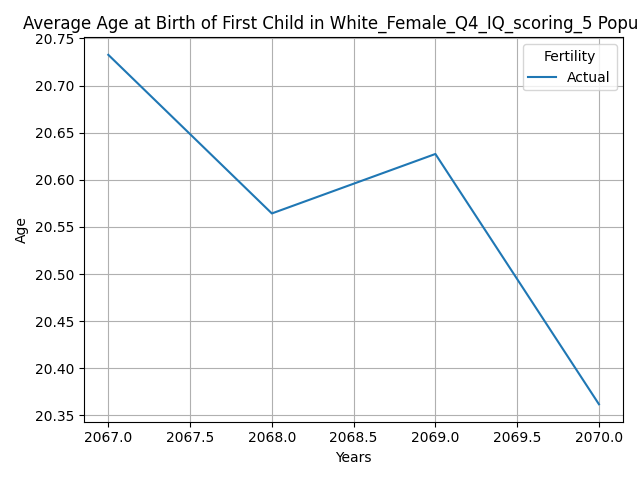 Average Age at Birth of First Child in White_Female_Q4_IQ_scoring_5 Popu
Fertility
Actual
20.75
20.70
20.65
20.60
20.55
20.50
20.45
20.40
20.35
Age
2067.0 2067.5 2068.0 2068.5 2069.0 2069.5 2070.0
Years